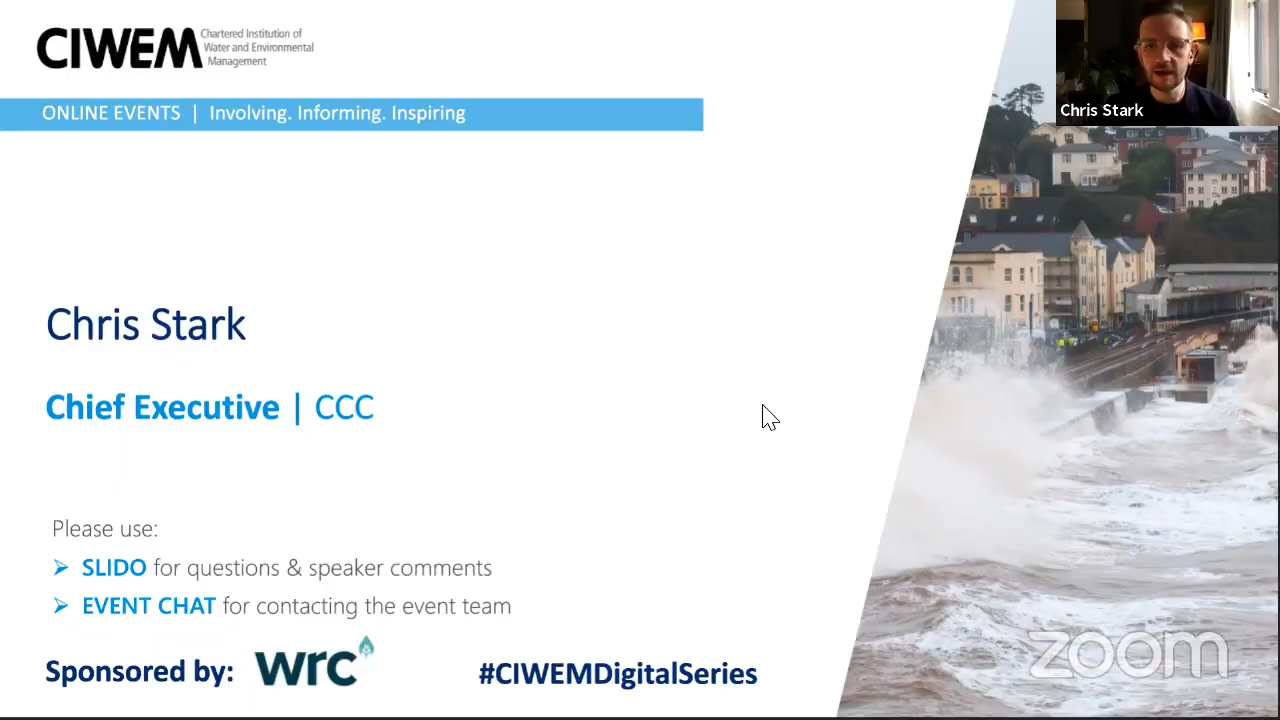 CIWEM
Chartered Institution of
Water and Environmental
Management
ONLINE EVENTS | Involving. Informing. Inspiring
Chris Stark
Chris Stark
Chief Executive | CCC
Please use:
SLIDO for questions & speaker comments
EVENT CHAT for contacting the event team
Sponsored by: wrc
#CIWEMDigitalSeries
zoom